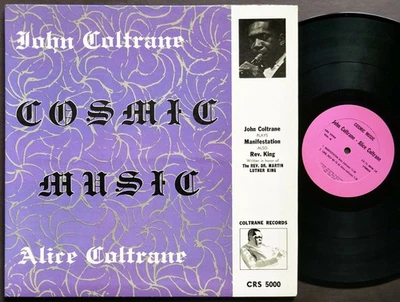 John Coltrane
COSMIC
MUSIC
Alice Coltrane
John Coltrane
PLAYS
Manifestation
ALSO
Rev. King
Written in honor of
The REV. DR. MARTIN
LUTHER KING
COLTRANE RECORDS
CRS 5000
COSMIC MUSIC
John Coltrane - Alice Coltrane